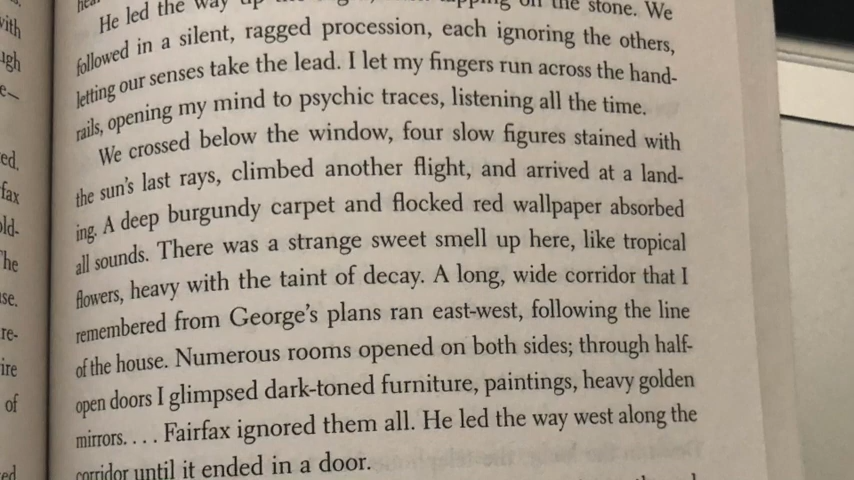 He led the way up
tapping on the stone. We
followed in a silent, ragged procession, each ignoring the others,
letting our senses take the lead. I let my fingers run across the hand-
rails, opening my mind to psychic traces, listening all the time.
We crossed below the window, four slow figures stained with
the sun's last rays, climbed another flight, and arrived at a land-
ing. A deep burgundy carpet and flocked red wallpaper absorbed
all sounds. There was a strange sweet smell up here, like tropical
flowers, heavy with the taint of decay. A long, wide corridor that I
remembered from George's plans ran east-west, following the line
of the house. Numerous rooms opened on both sides; through half-
open doors I glimpsed dark-toned furniture, paintings, heavy golden
mirrors. . . . Fairfax ignored them all. He led the way west along the
corridor until it ended in a door.